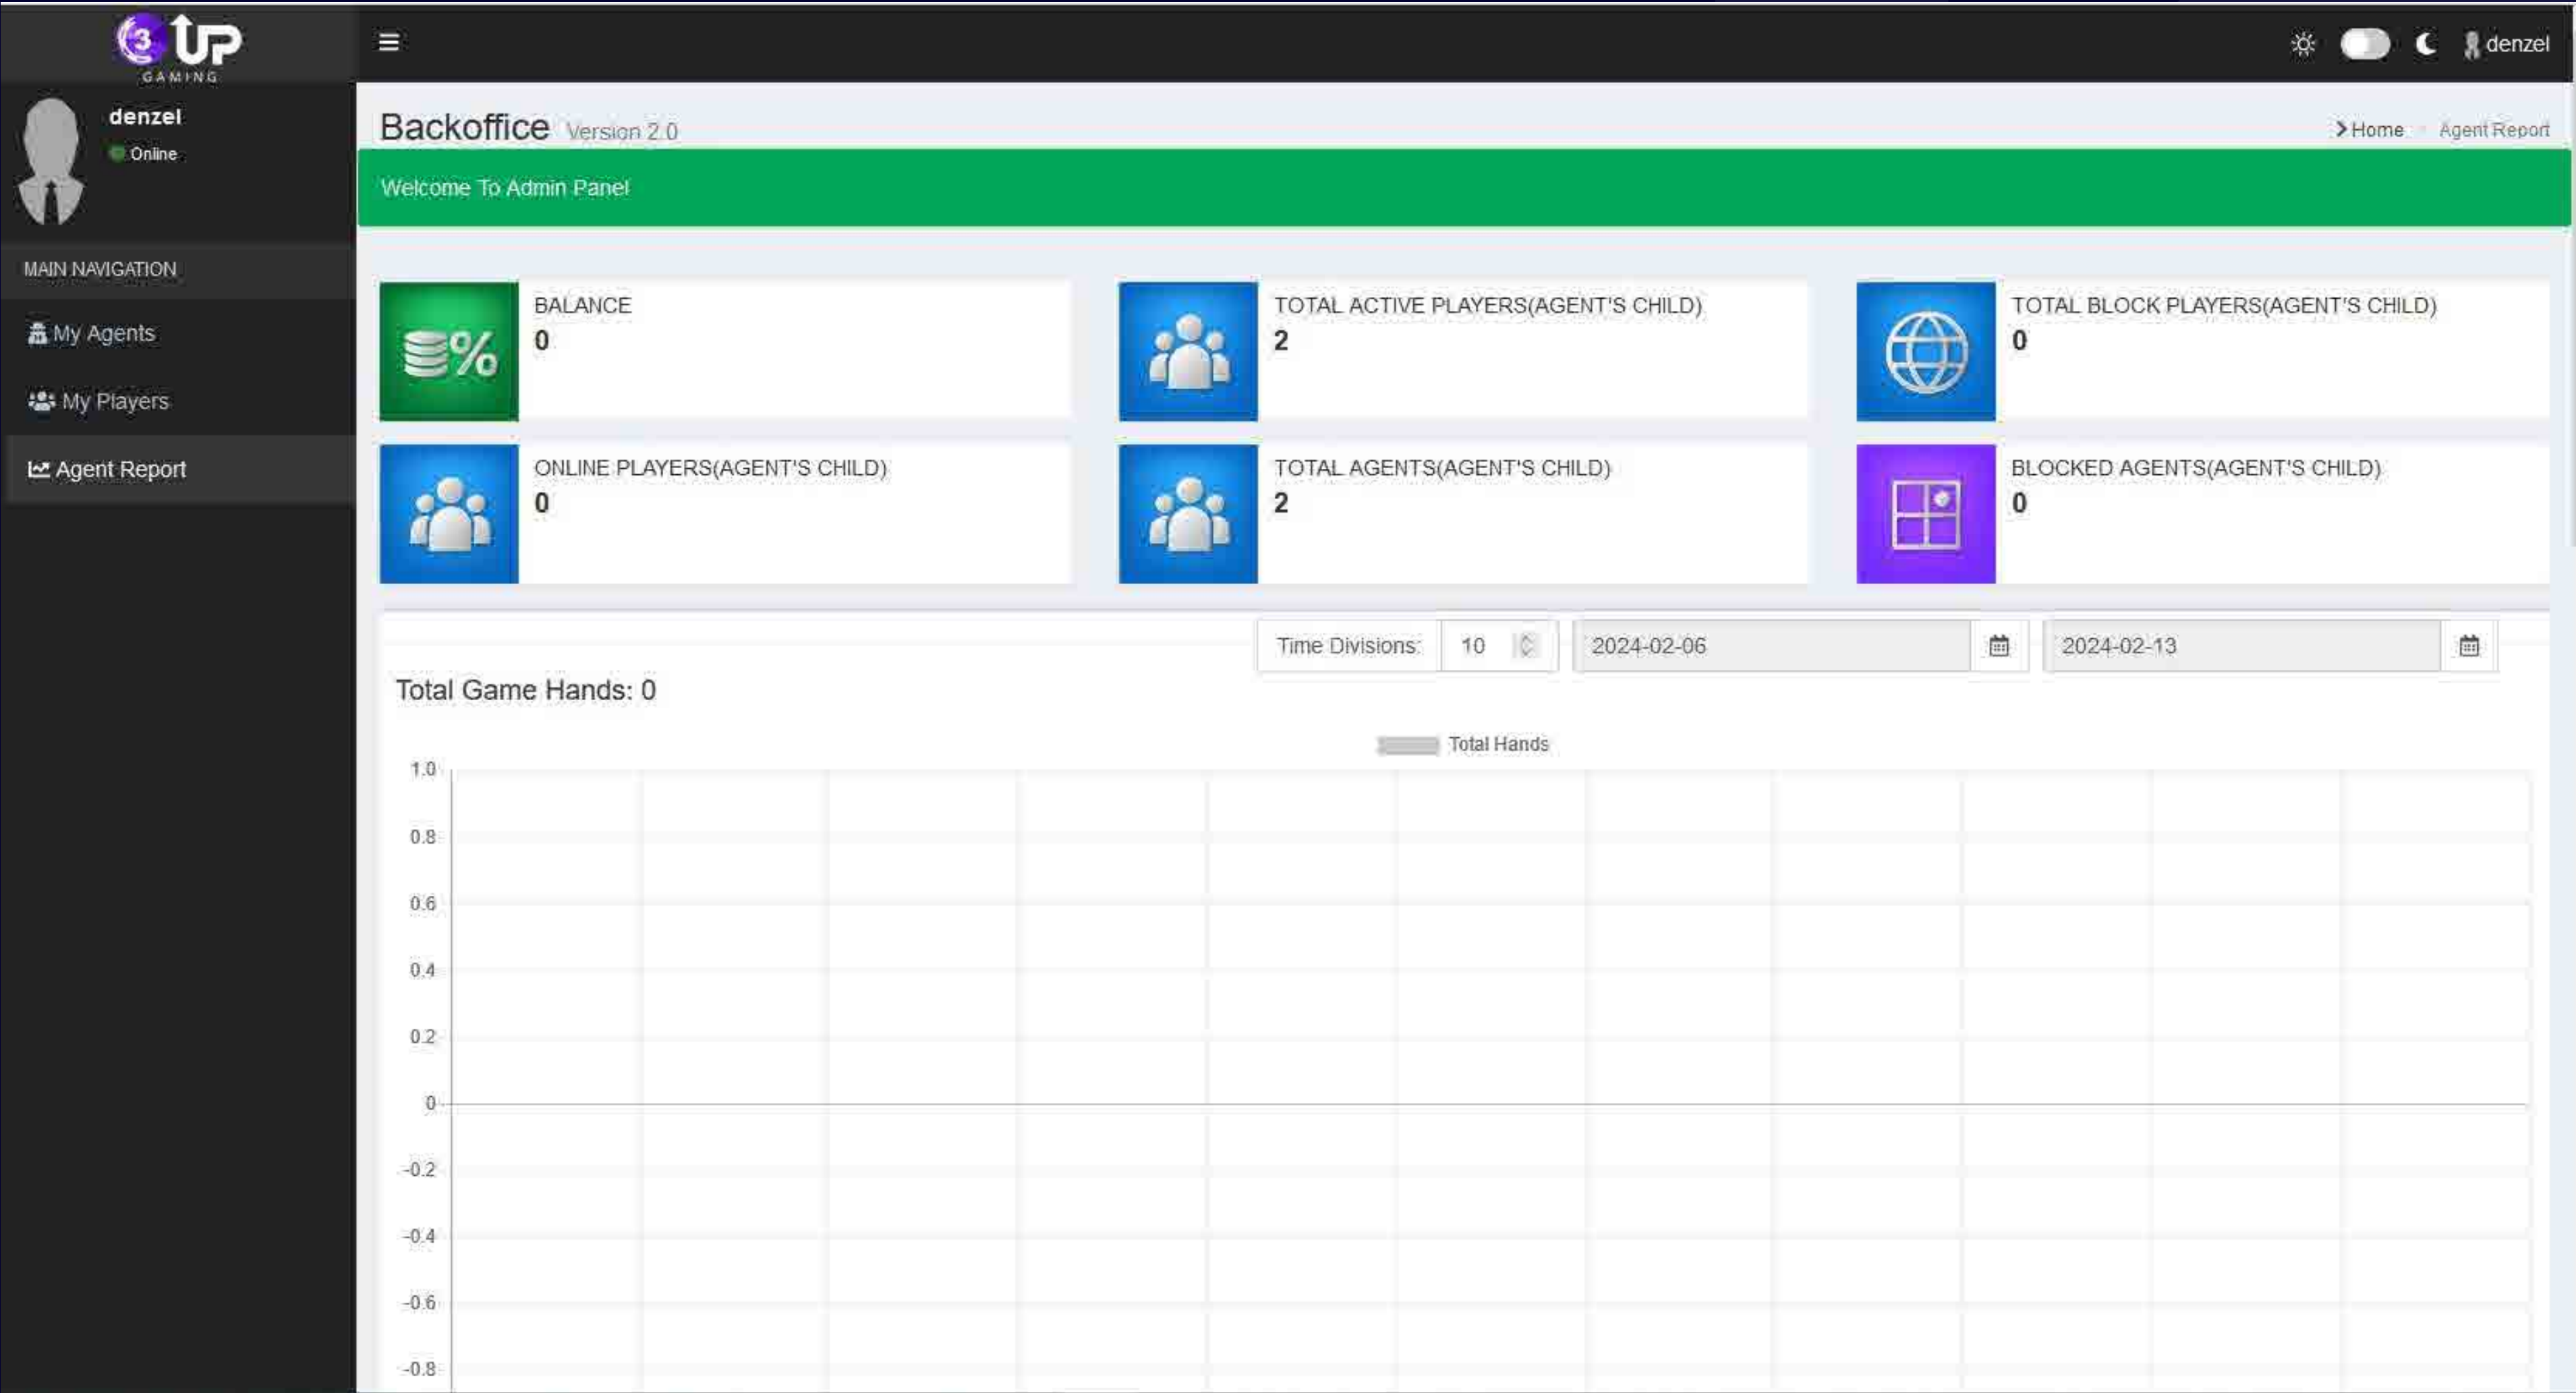 3 UP
GAMING
denzel
denzel
Online
Backoffice Version 2.0
Home
Agent Report
Welcome To Admin Panel
MAIN NAVIGATION
My Agents
My Players
Agent Report
BALANCE
0
TOTAL ACTIVE PLAYERS(AGENT'S CHILD)
2
TOTAL BLOCK PLAYERS(AGENT'S CHILD)
0
ONLINE PLAYERS(AGENT'S CHILD)
0
TOTAL AGENTS(AGENT'S CHILD)
2
BLOCKED AGENTS(AGENT'S CHILD)
0
Time Divisions: 10
2024-02-06
2024-02-13
Total Game Hands: 0
Total Hands
1.0
0.8
0.6
0.4
0.2
0
-0.2
-0.4
-0.6
-0.8